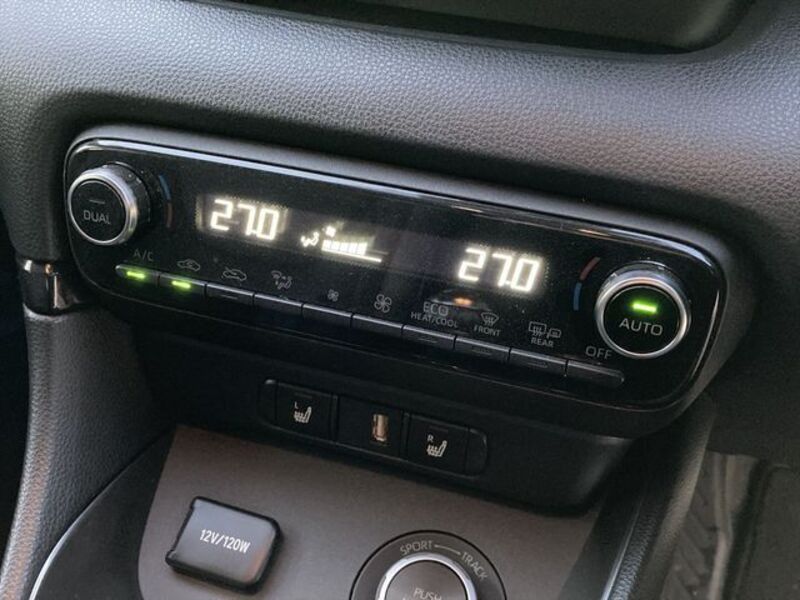 DUAL
27.0
27.0
A/C
ECO
HEAT/COOL
FRONT
REAR
OFF
AUTO
L
R
12V/120W
SPORT
TRACK
PUSH